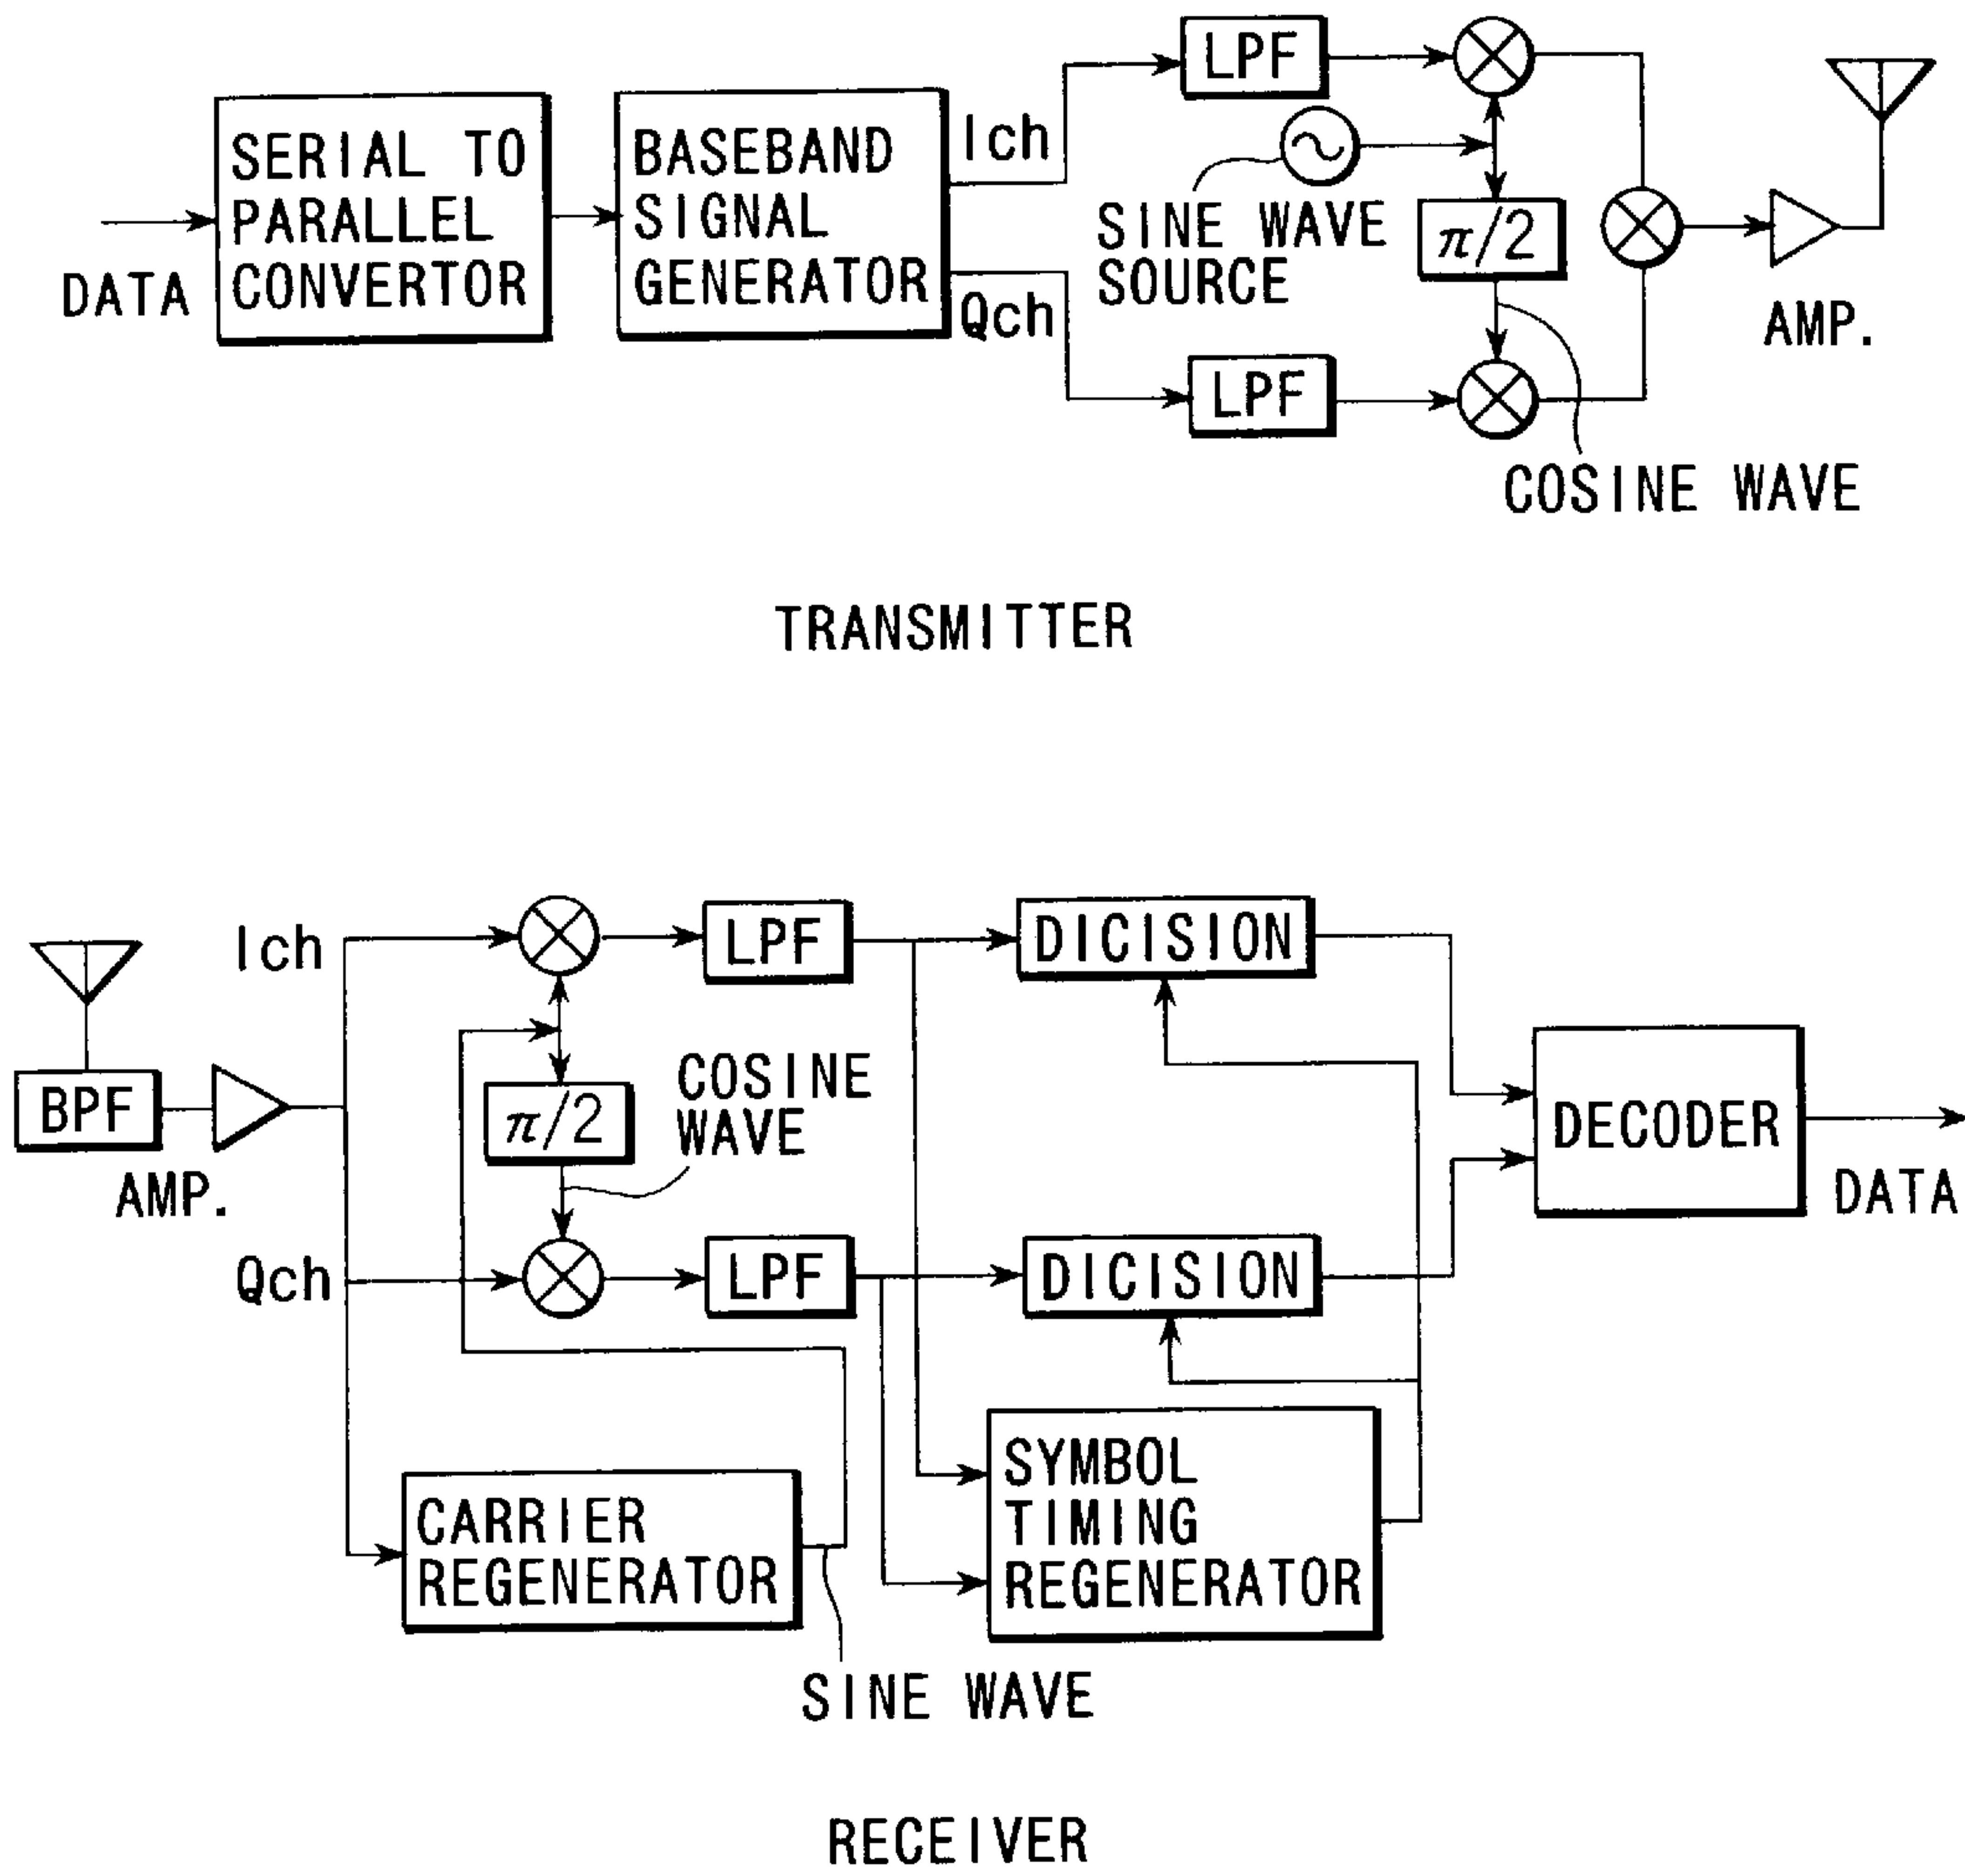 LPF
Ich
SERIAL TO
PARALLEL
CONVERTOR
BASEBAND
SIGNAL
GENERATOR
SINE WAVE
SOURCE
π/2
DATA
Qch
AMP.
LPF
COSINE WAVE
TRANSMITTER
Ich
LPF
DICISION
BPF
AMP.
π/2
COSINE
WAVE
DECODER
DATA
Qch
LPF
DICISION
CARRIER
REGENERATOR
SYMBOL
TIMING
REGENERATOR
SINE WAVE
RECEIVER